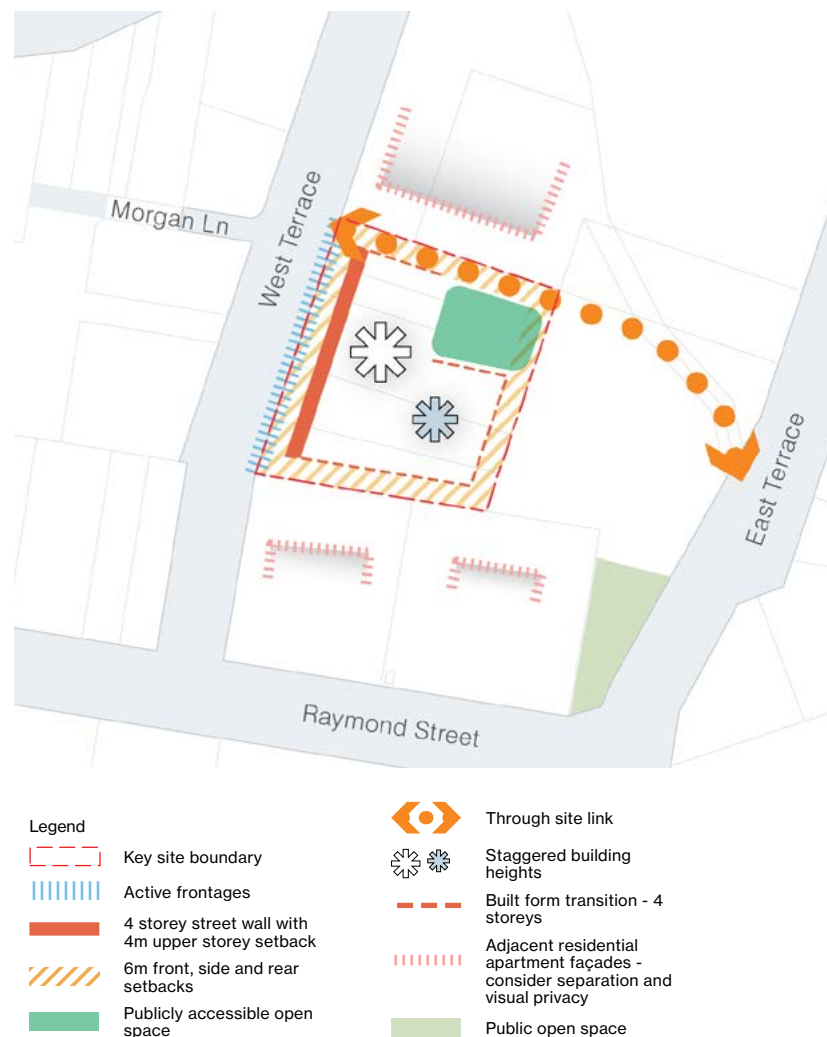 Morgan Ln
West Terrace
East Terrace
Raymond Street
Legend
Key site boundary
Active frontages
4 storey street wall with
4m upper storey setback
6m front, side and rear
setbacks
Publicly accessible open
space
Through site link
Staggered building
heights
Built form transition - 4
storeys
Adjacent residential
apartment façades -
consider separation and
visual privacy
Public open space